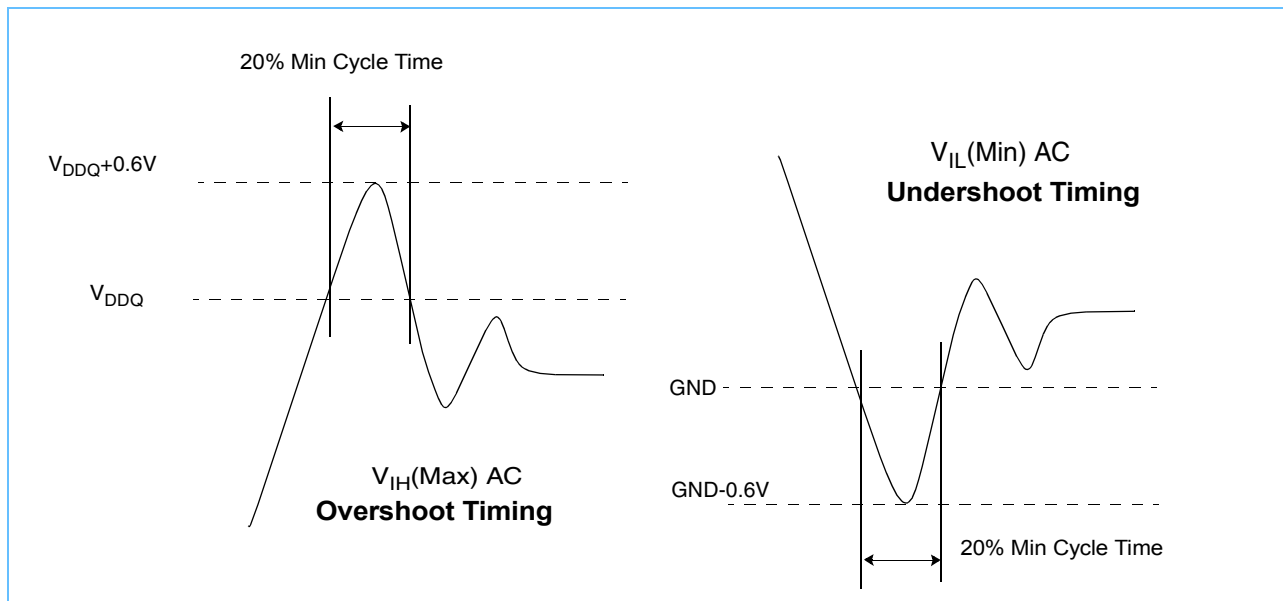 20% Min Cycle Time
VDDQ+0.6V
VDDQ
VIH(Max) AC
Overshoot Timing
VIL(Min) AC
Undershoot Timing
GND
GND-0.6V
20% Min Cycle Time